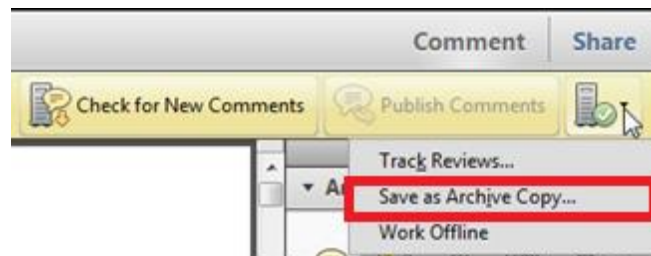 Comment Share
Check for New Comments Publish Comments
Track Reviews...
Save as Archive Copy...
Work Offline